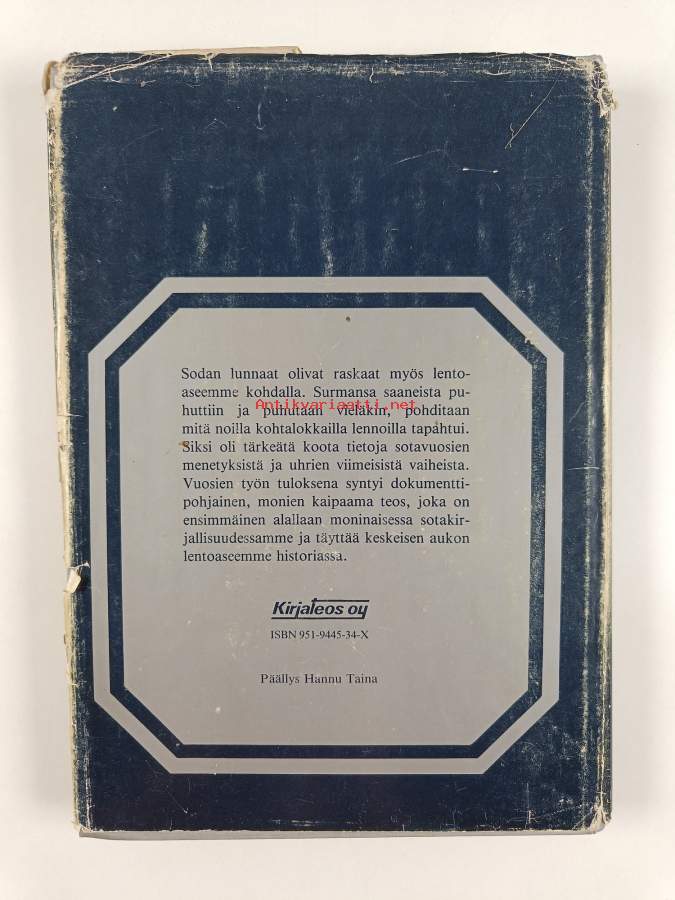 Sodan lunnaat olivat raskaat myös lento-
aseemme kohdalla. Surmansa saaneista pu-
huttiin ja puhutaan vieläkin, pohditaan
Antikvariaatti.net
mitä noilla kohtalokkailla lennoilla tapahtui.
Siksi oli tärkeätä koota tietoja sotavuosien
menetyksistä ja uhrien viimeisistä vaiheista.
Vuosien työn tuloksena syntyi dokumentti-
pohjainen, monien kaipaama teos, joka on
ensimmäinen alallaan moninaisessa sotakir-
jallisuudessamme ja täyttää keskeisen aukon
lentoaseemme historiassa.
Kirjateos oy
ISBN 951-9445-34-X
Päällys Hannu Taina